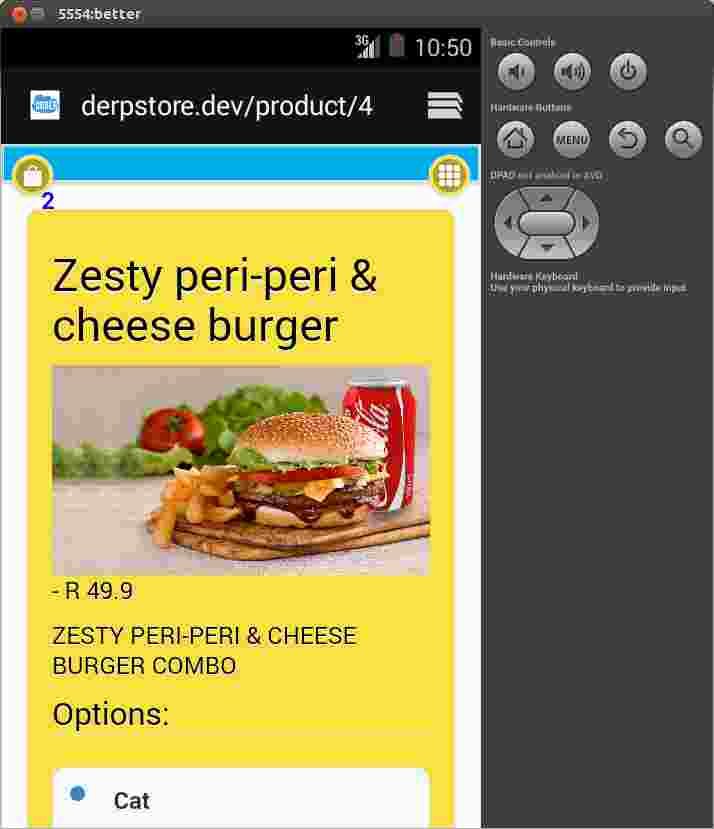 5554:better
3G
10:50
derpstore.dev/product/4
2
Zesty peri-peri &
cheese burger
- R 49.9
ZESTY PERI-PERI & CHEESE
BURGER COMBO
Options:
Cat
Basic Controls
Hardware Buttons
MENU
DPAD not enabled in AVD
Hardware Keyboard
Use your physical keyboard to provide input